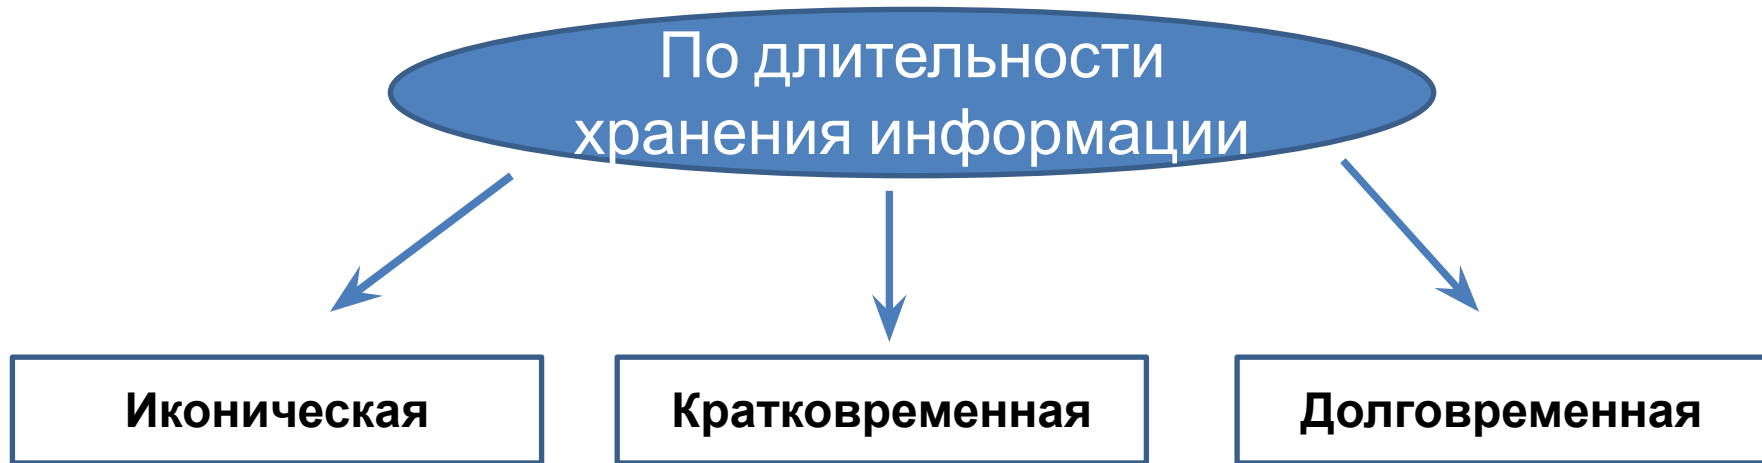 По длительности
хранения информации
Иконическая
Кратковременная
Долговременная